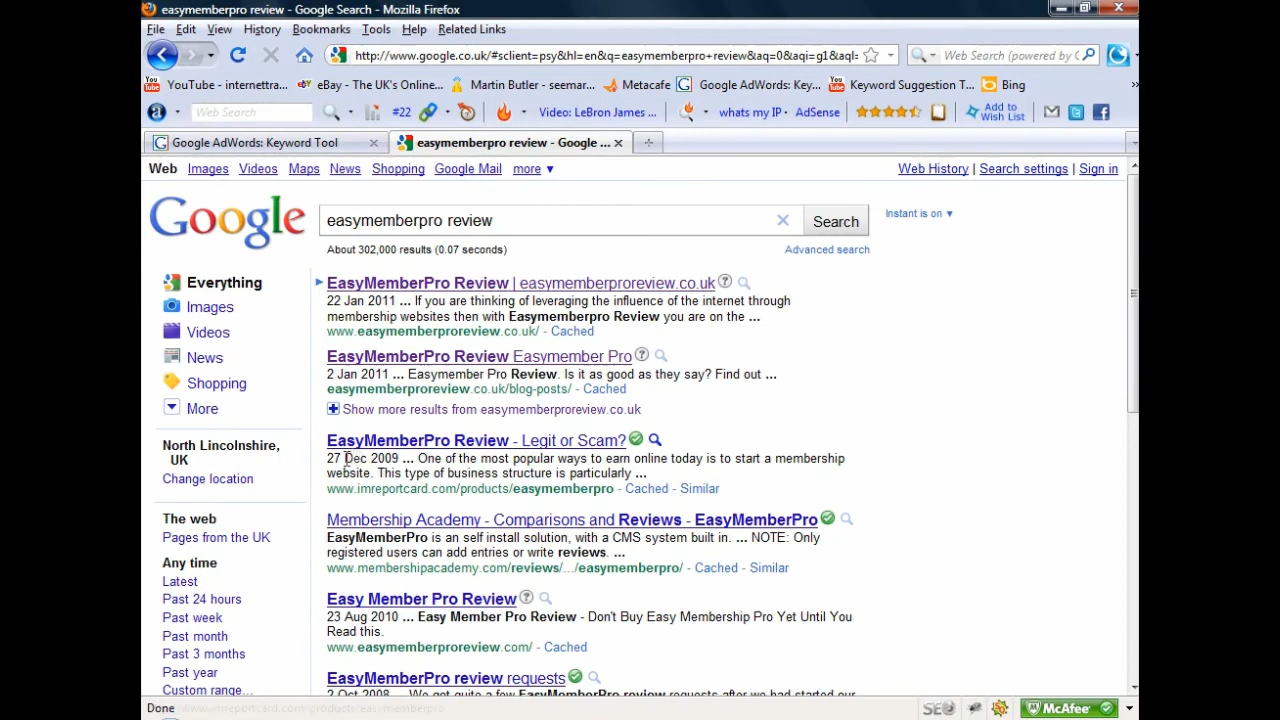 easymemberpro review - Google Search - Mozilla Firefox
File Edit View History Bookmarks Tools Help Related Links
http://www.google.co.uk/#sclient=psy&hl=en&q=easymemberpro+review&aq=0&aqi=g1&aql= Web Search (powered by
YouTube - internettra... eBay - The UK's Online... Martin Butler - seemar... Metacafe Google AdWords: Key... Keyword Suggestion T... Bing »
Web Search #22 Video: LeBron James ... whats my IP AdSense Add to Wish List
Google AdWords: Keyword Tool easymemberpro review - Google ...
Web Images Videos Maps News Shopping Google Mail more ▼ Web History | Search settings | Sign in
Google easymemberpro review Search Instant is on ▼
About 302,000 results (0.07 seconds) Advanced search
Everything
Images
Videos
News
Shopping
More
North Lincolnshire,
UK
Change location
The web
Pages from the UK
Any time
Latest
Past 24 hours
Past week
Past month
Past 3 months
Past year
Custom range...
EasyMemberPro Review | easymemberproreview.co.uk
22 Jan 2011 ... If you are thinking of leveraging the influence of the internet through
membership websites then with Easymemberpro Review you are on the ...
www.easymemberproreview.co.uk/ - Cached
EasyMemberPro Review Easymember Pro
2 Jan 2011 ... Easymember Pro Review. Is it as good as they say? Find out ...
easymemberproreview.co.uk/blog-posts/ - Cached
Show more results from easymemberproreview.co.uk
EasyMemberPro Review - Legit or Scam?
27 Dec 2009 ... One of the most popular ways to earn online today is to start a membership
website. This type of business structure is particularly ...
www.imreportcard.com/products/easymemberpro - Cached - Similar
Membership Academy - Comparisons and Reviews - EasyMemberPro
EasyMemberPro is an self install solution, with a CMS system built in. ... NOTE: Only
registered users can add entries or write reviews. ...
www.membershipacademy.com/reviews/.../easymemberpro/ - Cached - Similar
Easy Member Pro Review
23 Aug 2010 ... Easy Member Pro Review - Don't Buy Easy Membership Pro Yet Until You
Read this.
www.easymemberproreview.com/ - Cached
EasyMemberPro review requests
2 Oct 2008 ... We got quite a few EasyMemberPro review requests after we had started our
Done www.imreportcard.com/products/easymemberpro SEO McAfee